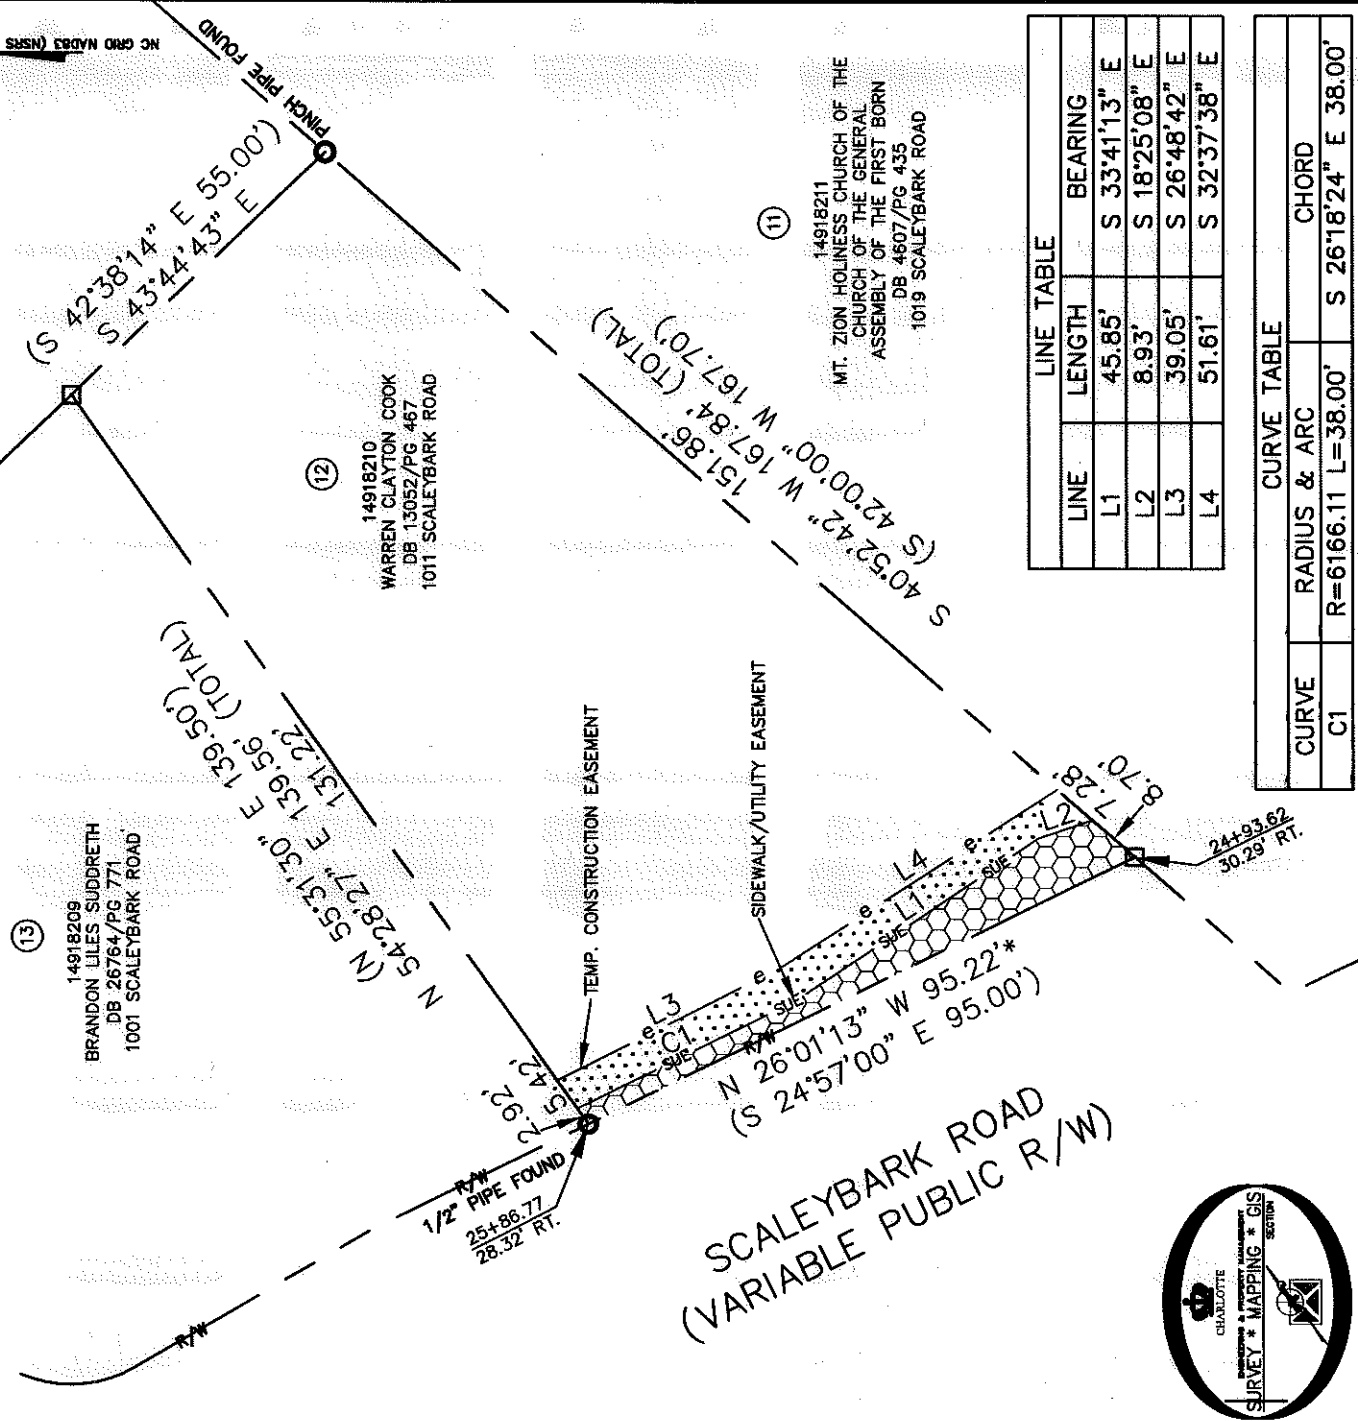 NC GRID NAD83 (NSRS
PINCH PIPE FOUND
(S 42°38'14" E 55.00')
S 43°44'43" E
13
14918209
BRANDON LILES SUDDRETH
DB 26764/PG 771
1001 SCALEYBARK ROAD
12
14918210
WARREN CLAYTON COOK
DB 13052/PG 467
1011 SCALEYBARK ROAD
11
14918211
MT. ZION HOLINESS CHURCH OF THE
CHURCH OF THE GENERAL
ASSEMBLY OF THE FIRST BORN
DB 4607/PG 435
1019 SCALEYBARK ROAD
(N 55°31'30" E 139.50')
N 54°28'27" E 139.56' (TOTAL)
131.22'
151.86'
S 40°52'42" W 167.84' (TOTAL)
(S 42°00'00" W 167.70')
TEMP. CONSTRUCTION EASEMENT
SIDEWALK/UTILITY EASEMENT
2.92'
5.42'
L3
C1
L4
L1
L2
e
e
e
e
SUE
SUE
SUE
SUE
R/W
7.28'
8.70'
24+93.62
30.29' RT.
N 26°01'13" W 95.22'*
(S 24°57'00" E 95.00')
R/W
1/2" PIPE FOUND
25+86.77
28.32' RT.
R/W
SCALEYBARK ROAD
(VARIABLE PUBLIC R/W)
LINE TABLE
LINE LENGTH BEARING
L1 45.85' S 33°41'13" E
L2 8.93' S 18°25'08" E
L3 39.05' S 26°48'42" E
L4 51.61' S 32°37'38" E
CURVE TABLE
CURVE RADIUS & ARC CHORD
C1 R=6166.11 L=38.00' S 26°18'24" E 38.00'
CHARLOTTE
ENGINEERING & PROPERTY MANAGEMENT
SURVEY * MAPPING * GIS
SECTION